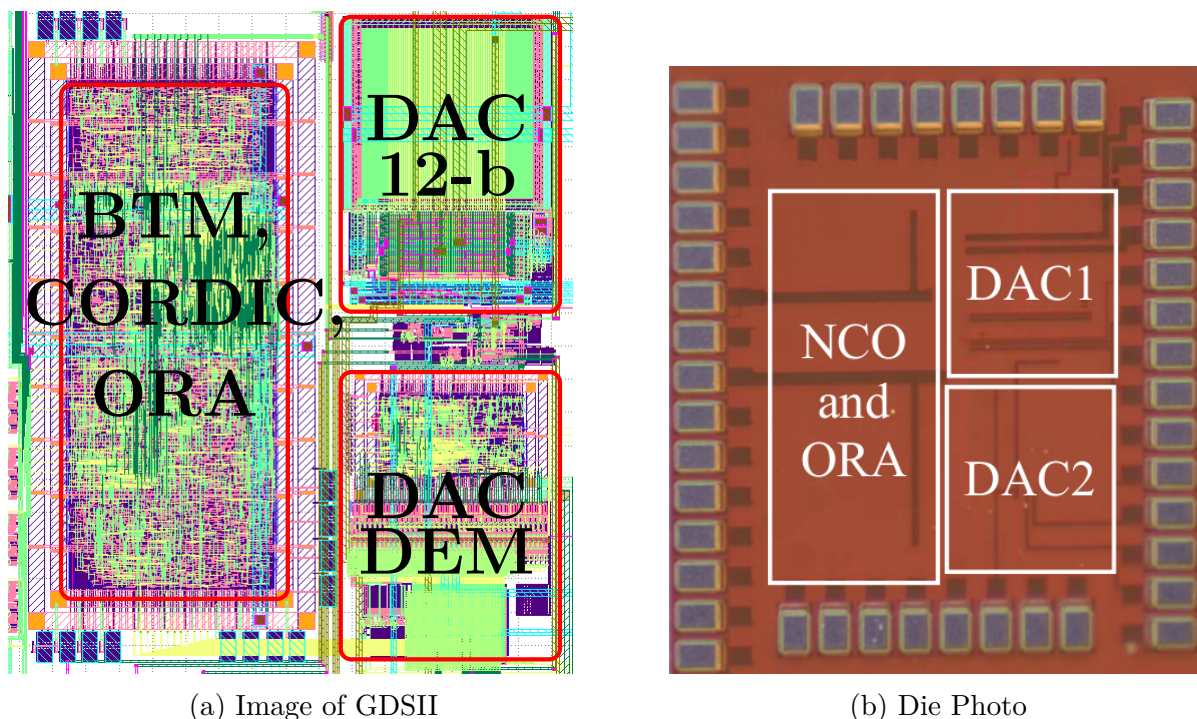 BTM,
CORDIC,
ORA
DAC
12-b
DAC
DEM
(a) Image of GDSII
NCO
and
ORA
DAC1
DAC2
(b) Die Photo